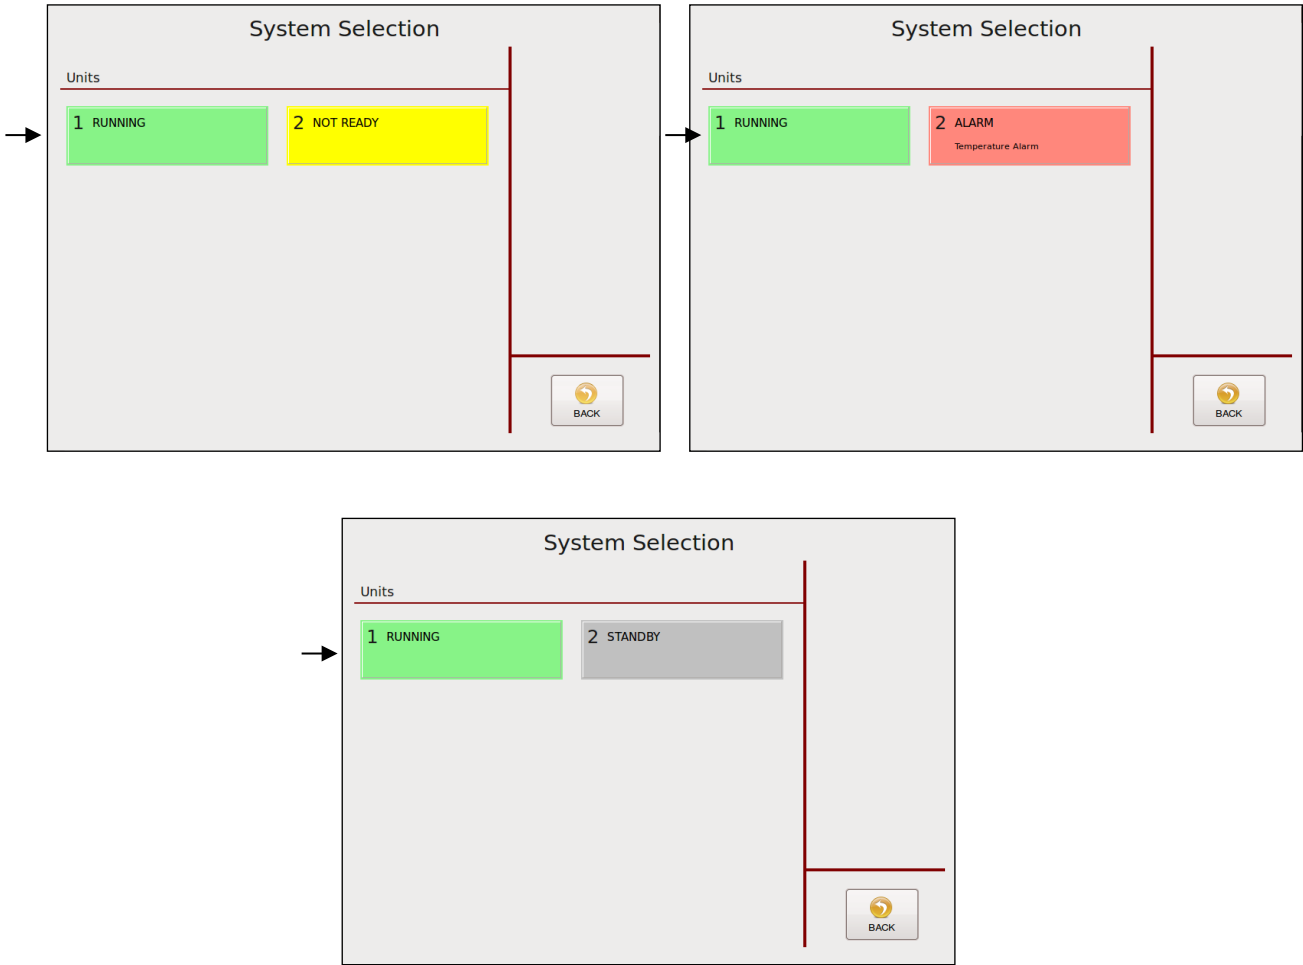 System Selection
Units
1 RUNNING
2 NOT READY
BACK
System Selection
Units
1 RUNNING
2 ALARM
Temperature Alarm
BACK
System Selection
Units
1 RUNNING
2 STANDBY
BACK